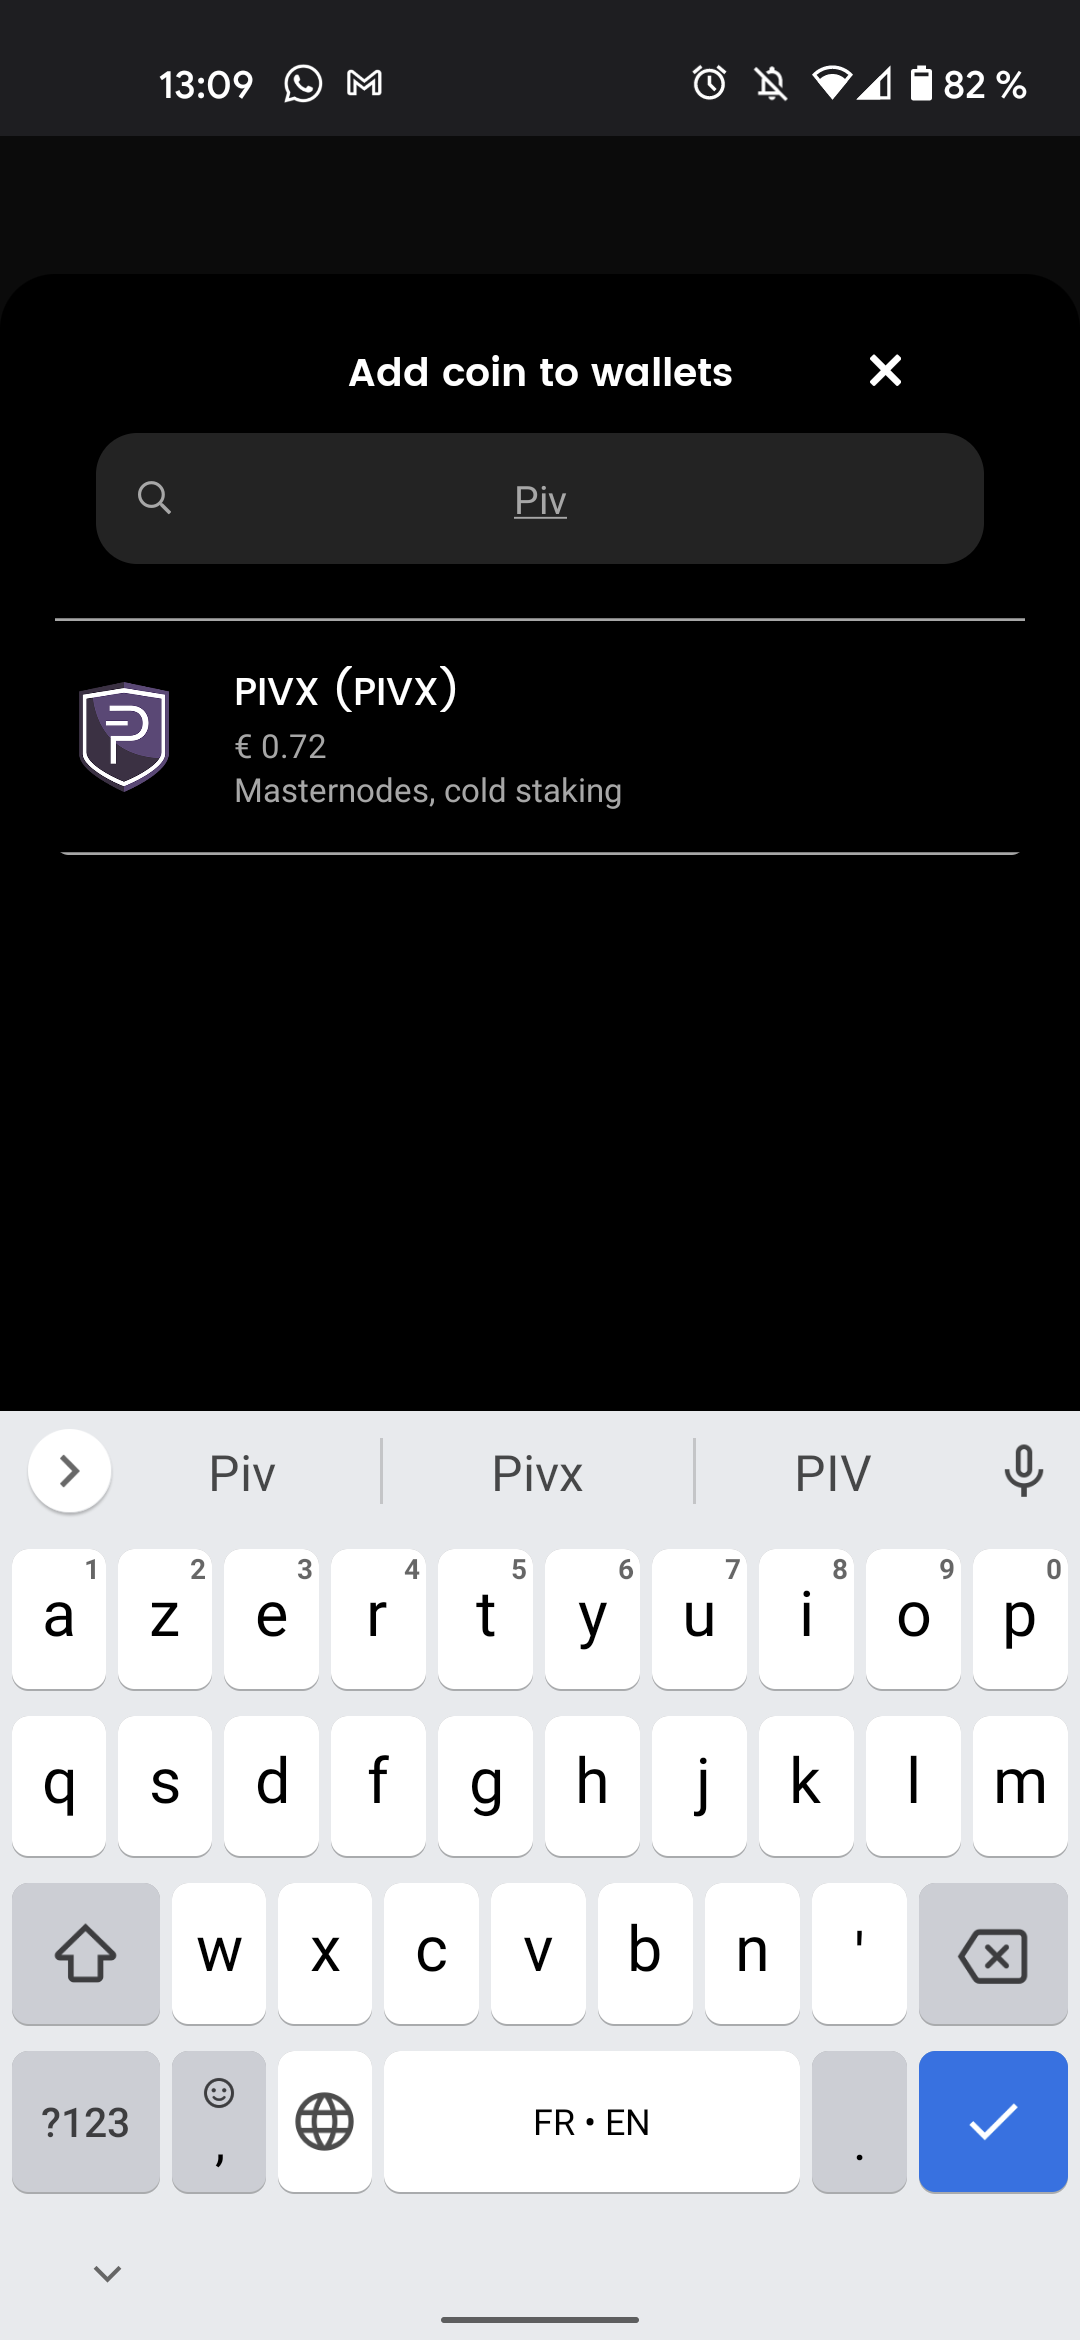 13:09 82 %
Add coin to wallets
Piv
PIVX (PIVX)
€ 0.72
Masternodes, cold staking
Piv Pivx PIV
1 2 3 4 5 6 7 8 9 0
a z e r t y u i o p
q s d f g h j k l m
w x c v b n '
?123 , FR • EN .